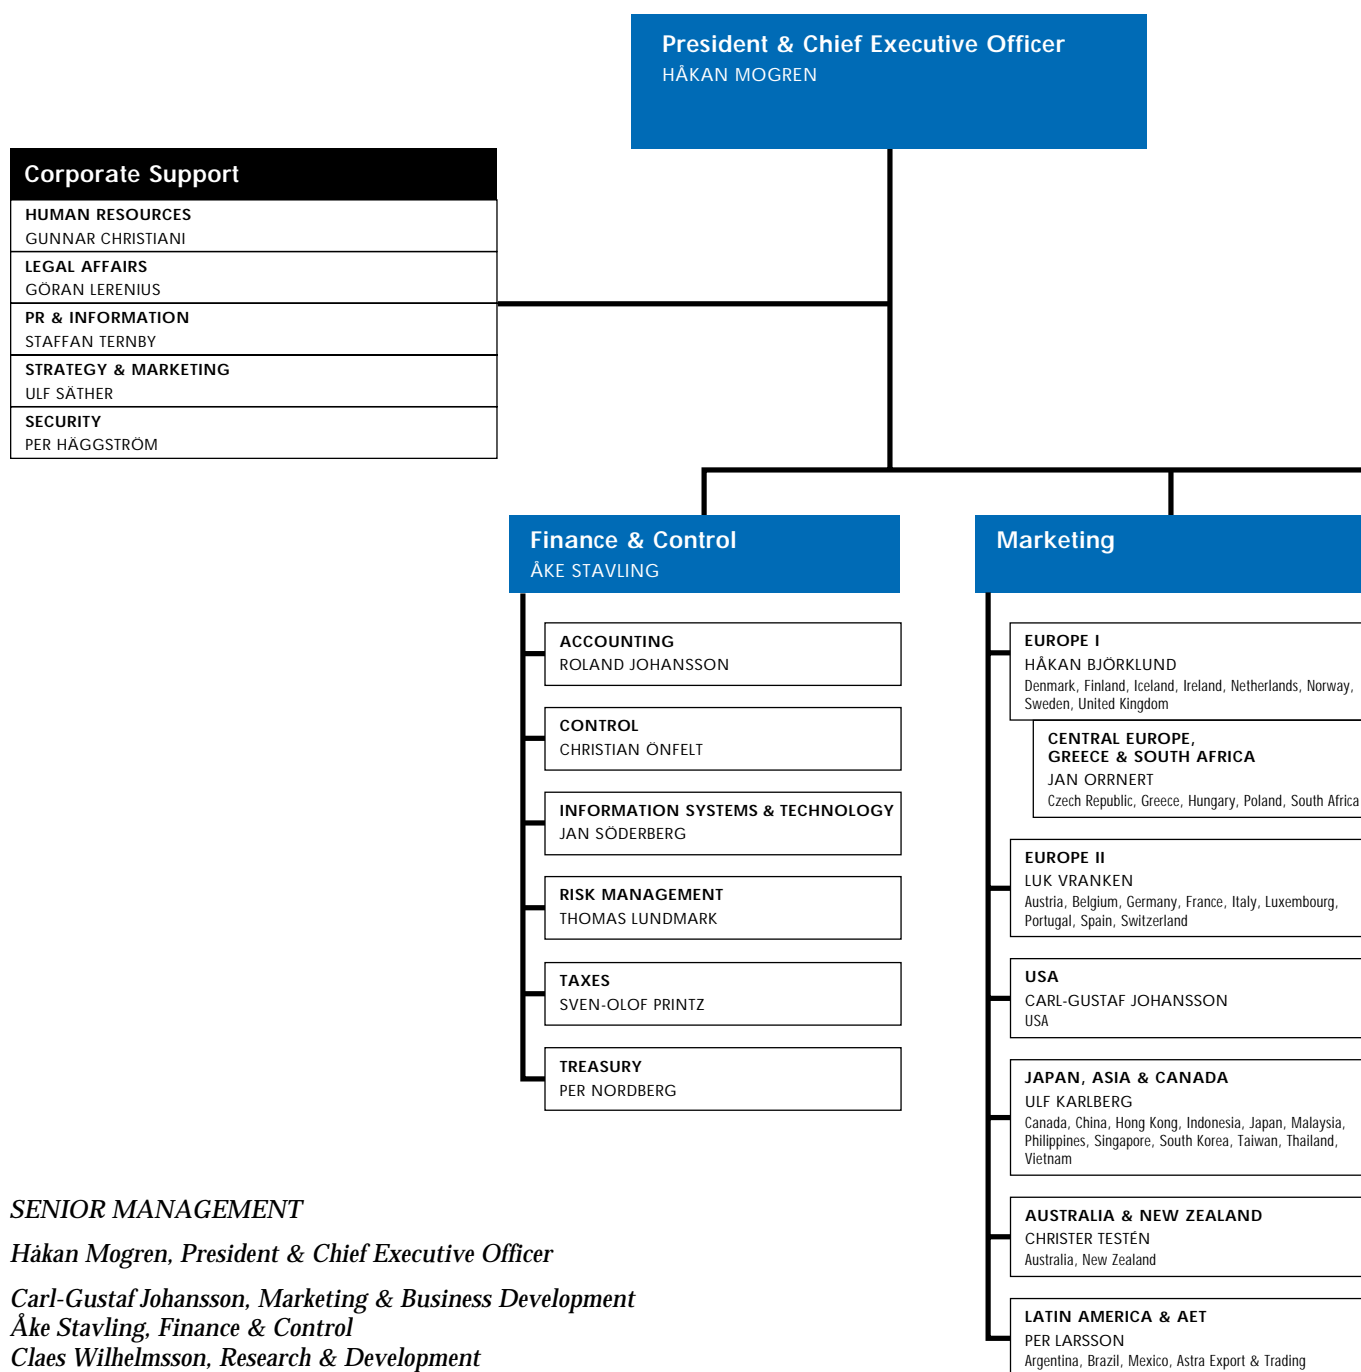 President & Chief Executive Officer
HÅKAN MOGREN
Corporate Support
HUMAN RESOURCES
GUNNAR CHRISTIANI
LEGAL AFFAIRS
GÖRAN LERENIUS
PR & INFORMATION
STAFFAN TERNBY
STRATEGY & MARKETING
ULF SÄTHER
SECURITY
PER HÄGGSTRÖM
Finance & Control
ÅKE STAVLING
ACCOUNTING
ROLAND JOHANSSON
CONTROL
CHRISTIAN ÖNFELT
INFORMATION SYSTEMS & TECHNOLOGY
JAN SÖDERBERG
RISK MANAGEMENT
THOMAS LUNDMARK
TAXES
SVEN-OLOF PRINTZ
TREASURY
PER NORDBERG
Marketing
EUROPE I
HÅKAN BJÖRKLUND
Denmark, Finland, Iceland, Ireland, Netherlands, Norway,
Sweden, United Kingdom
CENTRAL EUROPE,
GREECE & SOUTH AFRICA
JAN ORRNERT
Czech Republic, Greece, Hungary, Poland, South Africa
EUROPE II
LUK VRANKEN
Austria, Belgium, Germany, France, Italy, Luxembourg,
Portugal, Spain, Switzerland
USA
CARL-GUSTAF JOHANSSON
USA
JAPAN, ASIA & CANADA
ULF KARLBERG
Canada, China, Hong Kong, Indonesia, Japan, Malaysia,
Philippines, Singapore, South Korea, Taiwan, Thailand,
Vietnam
AUSTRALIA & NEW ZEALAND
CHRISTER TESTÉN
Australia, New Zealand
LATIN AMERICA & AET
PER LARSSON
Argentina, Brazil, Mexico, Astra Export & Trading
SENIOR MANAGEMENT
Håkan Mogren, President & Chief Executive Officer
Carl-Gustaf Johansson, Marketing & Business Development
Åke Stavling, Finance & Control
Claes Wilhelmsson, Research & Development